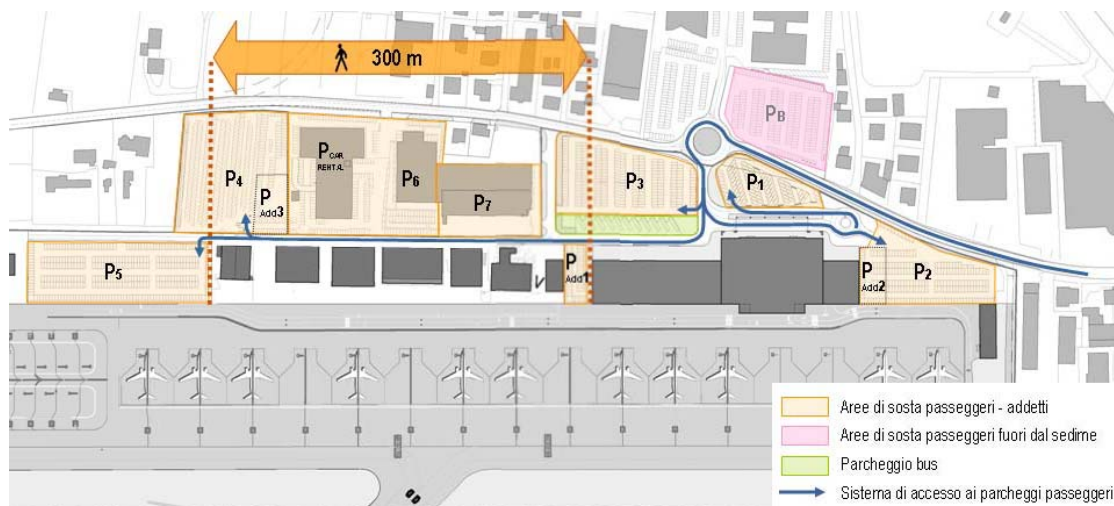 300 m
PB
P4
P CAR
RENTAL
P6
P3
P1
P
Add3
P7
P5
P
Add1
P
Add2
P2
Aree di sosta passeggeri - addetti
Aree di sosta passeggeri fuori dal sedime
Parcheggio bus
Sistema di accesso ai parcheggi passeggeri